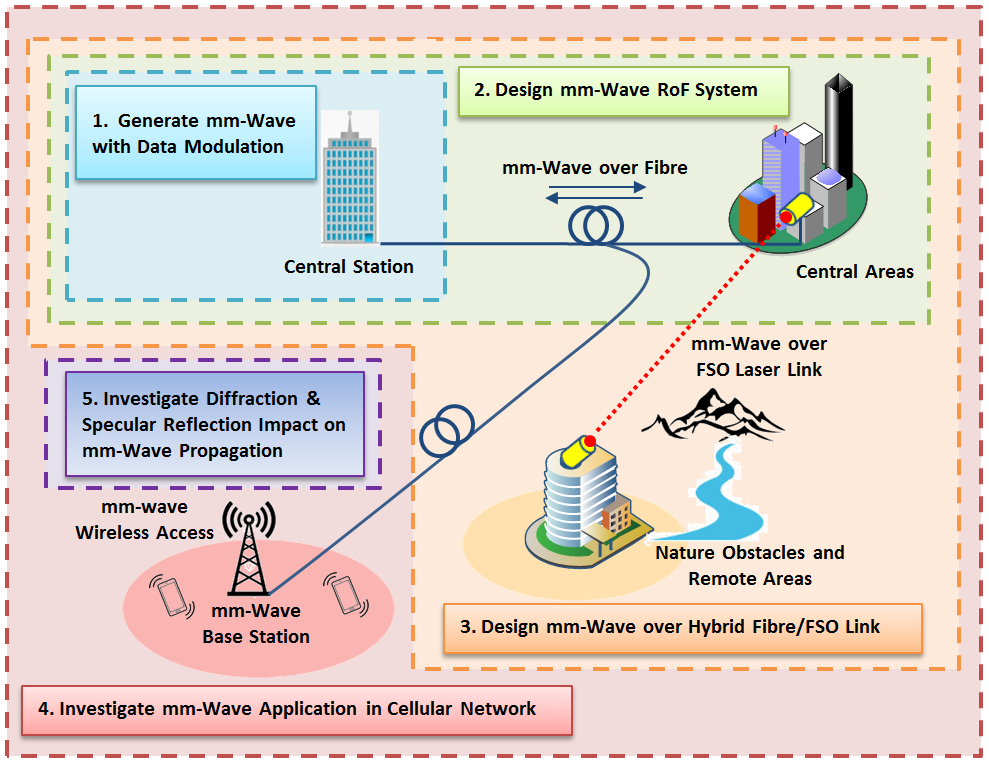 1. Generate mm-Wave
with Data Modulation
2. Design mm-Wave RoF System
mm-Wave over Fibre
Central Station
Central Areas
mm-Wave over
FSO Laser Link
5. Investigate Diffraction &
Specular Reflection Impact on
mm-Wave Propagation
mm-wave
Wireless Access
Nature Obstacles and
Remote Areas
mm-Wave
Base Station
3. Design mm-Wave over Hybrid Fibre/FSO Link
4. Investigate mm-Wave Application in Cellular Network